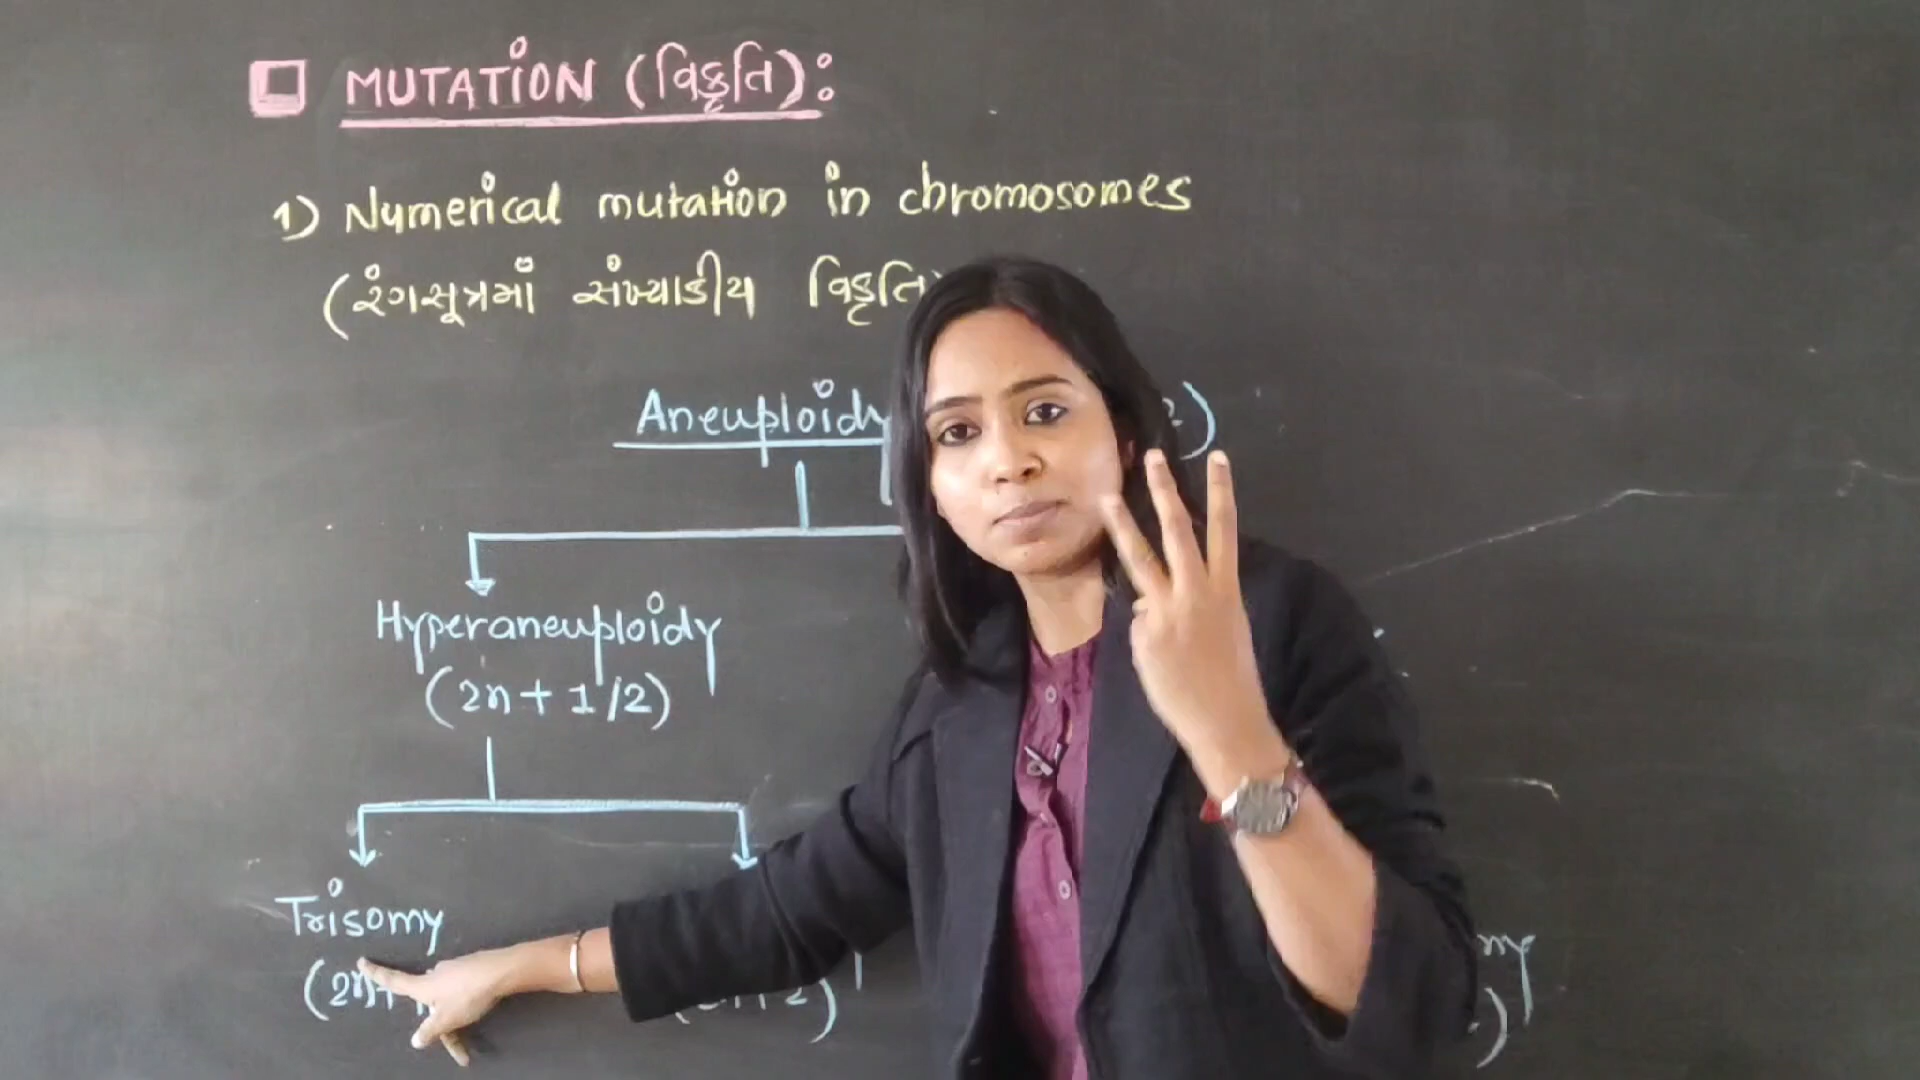 MUTATION (વિકૃતિ):
1) Numerical mutation in chromosomes
(રંગસૂત્રમાં સંખ્યાકીય વિકૃતિ)
Aneuploidy
Hyperaneuploidy
(2n + 1/2)
Trisomy